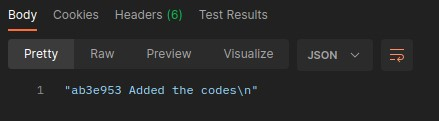 Body Cookies Headers (6) Test Results
Pretty Raw Preview Visualize JSON
1 "ab3e953 Added the codes\n"